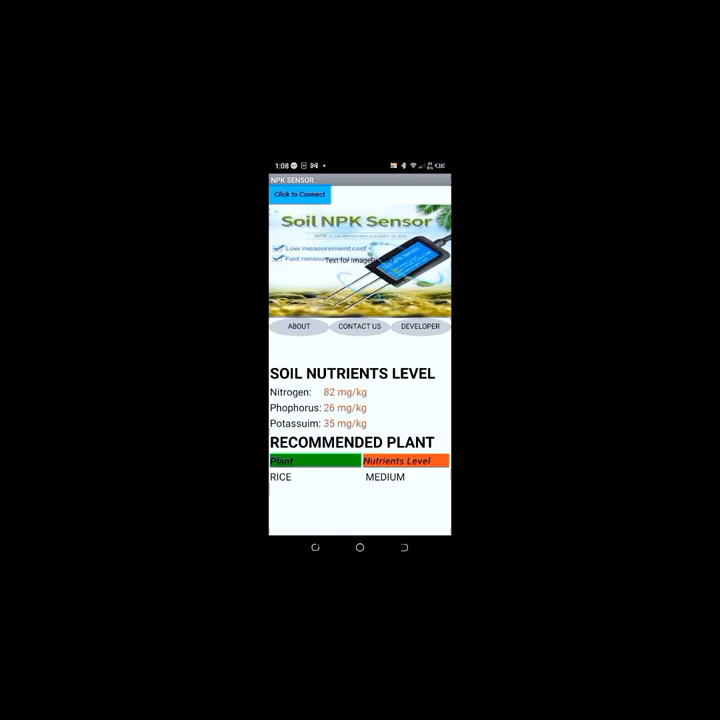 1:08
NPK SENSOR
Click to Connect
Soil NPK Sensor
Low measurement cost
Fast measu
Text for Image
ABOUT
CONTACT US
DEVELOPER
SOIL NUTRIENTS LEVEL
Nitrogen: 82 mg/kg
Phophorus: 26 mg/kg
Potassuim: 35 mg/kg
RECOMMENDED PLANT
Plant Nutrients Level
RICE MEDIUM